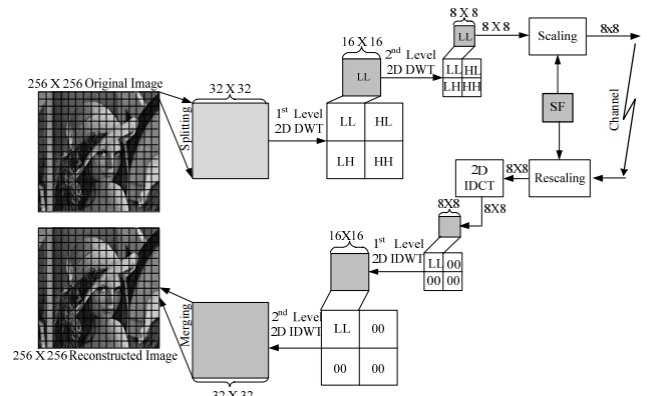 8 X 8
16 X 16
2nd Level
2D DWT
LL
8 X 8
Scaling
8x8
LL
LL HL
LH HH
256 X 256 Original Image
32 X 32
Splitting
1st Level
2D DWT
LL HL
LH HH
SF
Channel
2D
IDCT
8X8
Rescaling
8X8
8X8
16X16
1st Level
2D IDWT
LL 00
00 00
Merging
2nd Level
2D IDWT
LL 00
00 00
256 X 256 Reconstructed Image
32 X 32